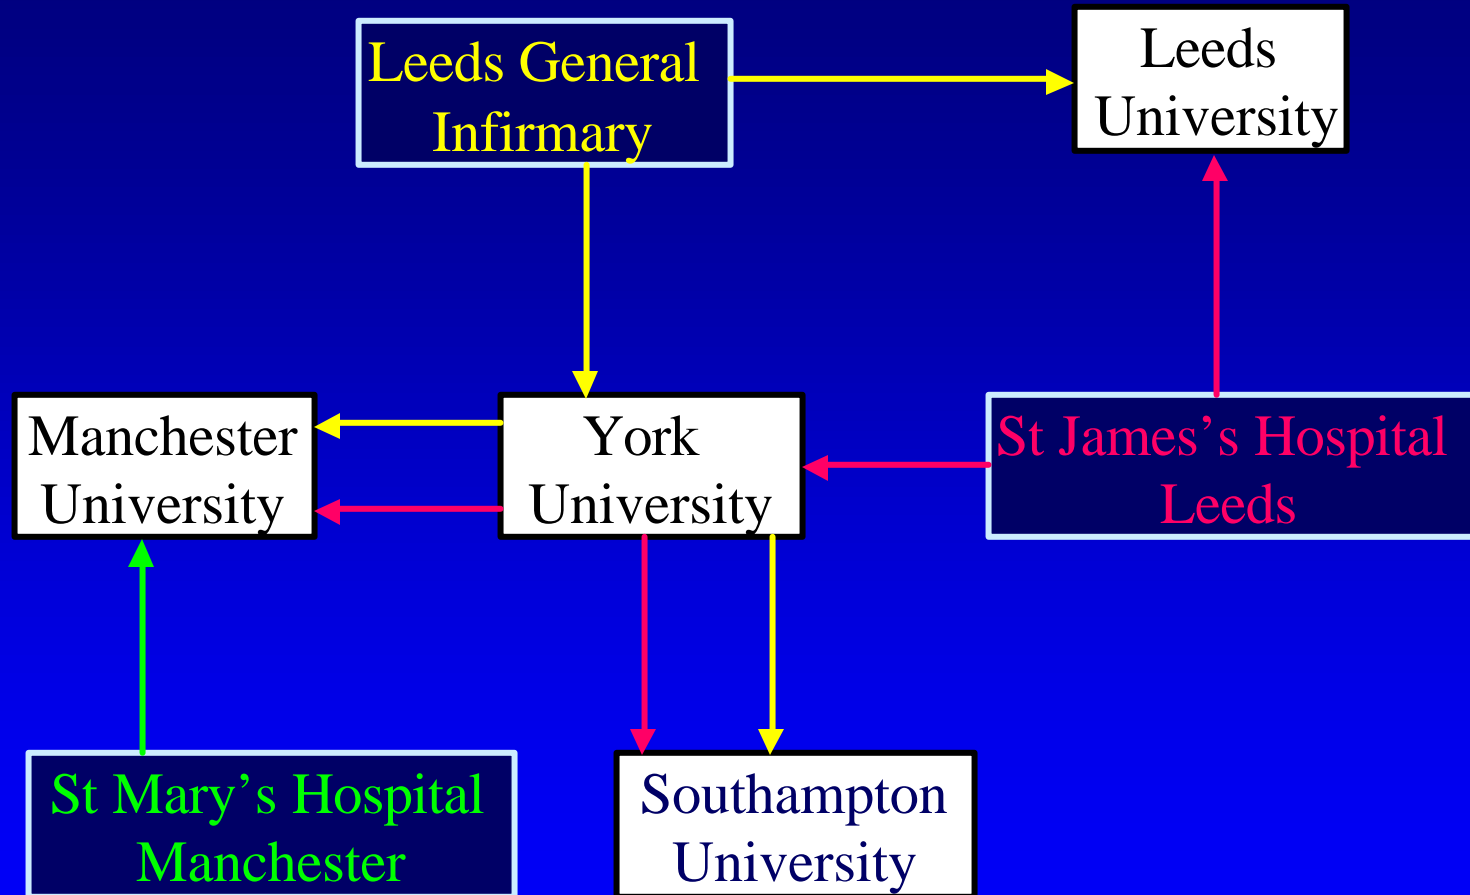 Leeds General
Infirmary
Leeds
University
Manchester
University
York
University
St James’s Hospital
Leeds
St Mary’s Hospital
Manchester
Southampton
University